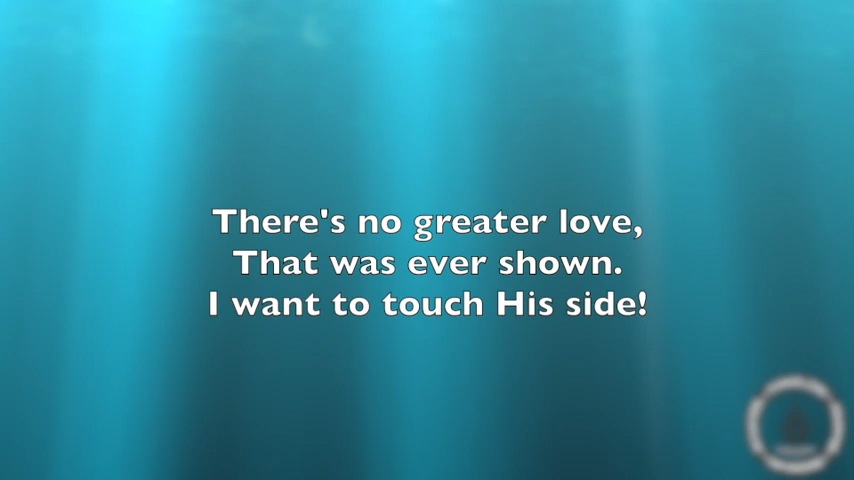 There's no greater love,
That was ever shown.
I want to touch His side!